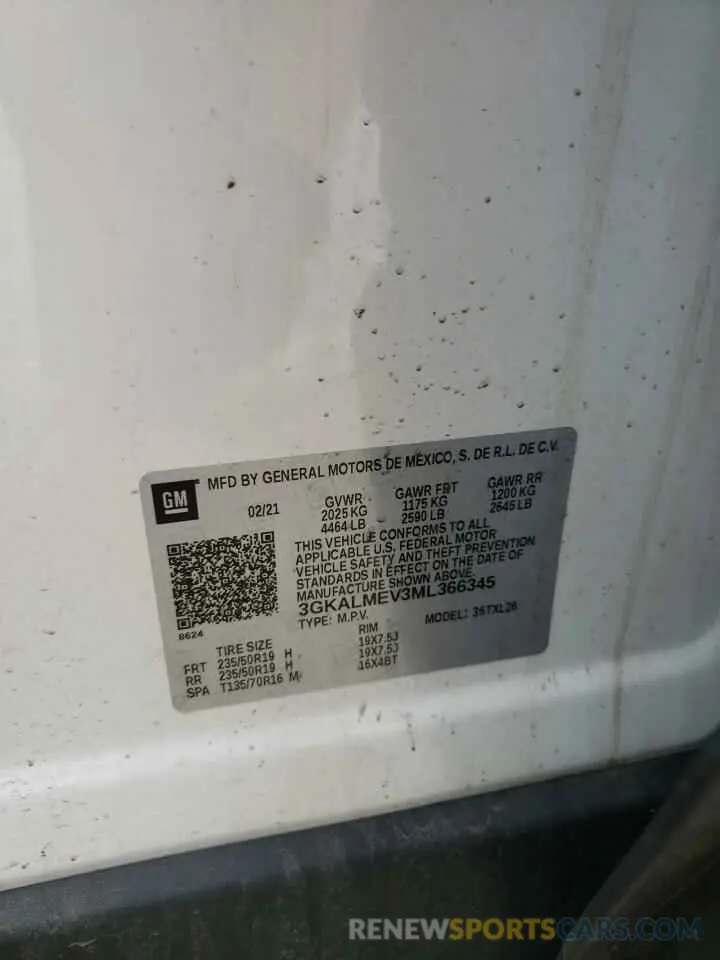 MFD BY GENERAL MOTORS DE MEXICO, S. DE R.L. DE C.V.
GM
02/21
GVWR
2025 KG
4464 LB
GAWR FRT
1175 KG
2590 LB
GAWR RR
1200 KG
2645 LB
THIS VEHICLE CONFORMS TO ALL
APPLICABLE U.S. FEDERAL MOTOR
VEHICLE SAFETY AND THEFT PREVENTION
STANDARDS IN EFFECT ON THE DATE OF
MANUFACTURE SHOWN ABOVE.
3GKALMEV3ML366345
TYPE: M.P.V. MODEL: 3STXL26
8624
TIRE SIZE RIM
FRT 235/50R19 H 19X7.5J
RR 235/50R19 H 19X7.5J
SPA T135/70R16 M 16X4BT
RENEWSPORTSCARS.COM